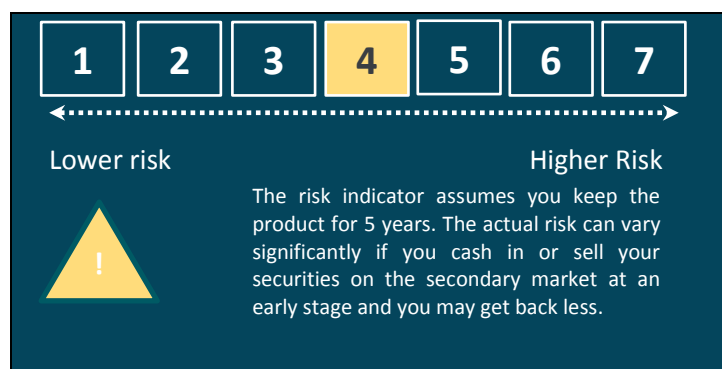 1 2 3 4 5 6 7
Lower risk Higher Risk
The risk indicator assumes you keep the
product for 5 years. The actual risk can vary
significantly if you cash in or sell your
securities on the secondary market at an
early stage and you may get back less.
!